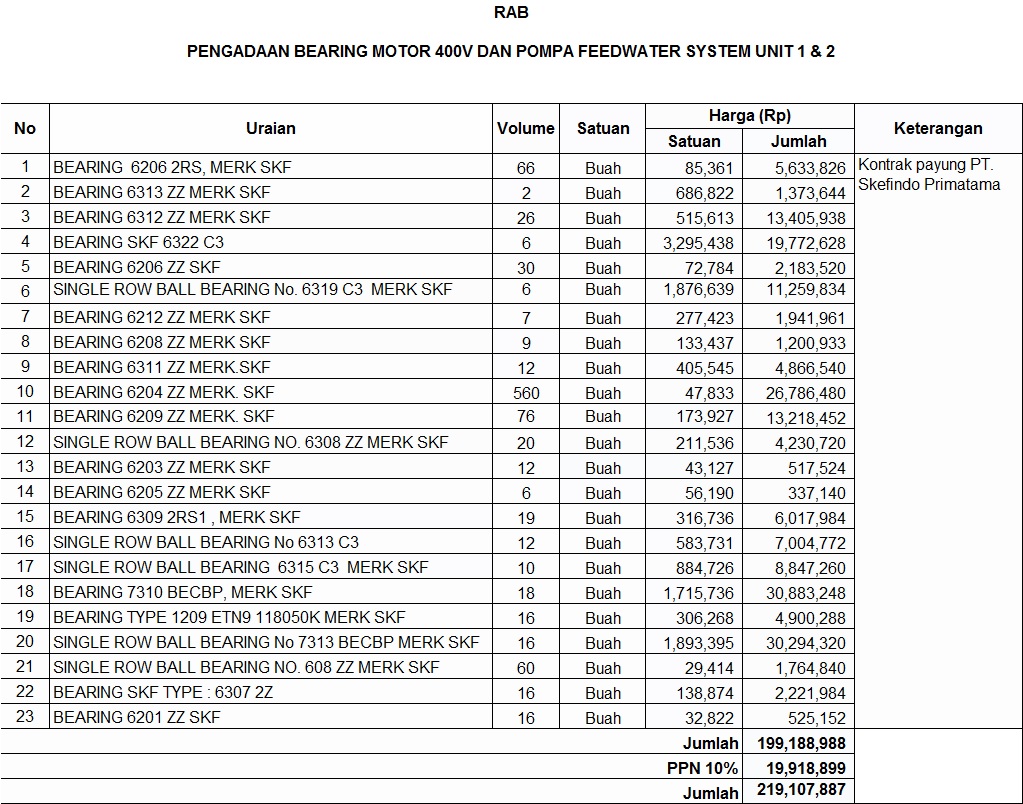 RAB
PENGADAAN BEARING MOTOR 400V DAN POMPA FEEDWATER SYSTEM UNIT 1 & 2
No Uraian Volume Satuan Harga (Rp) Keterangan
Satuan Jumlah
1 BEARING 6206 2RS, MERK SKF 66 Buah 85,361 5,633,826 Kontrak payung PT.
Skefindo Primatama
2 BEARING 6313 ZZ MERK SKF 2 Buah 686,822 1,373,644
3 BEARING 6312 ZZ MERK SKF 26 Buah 515,613 13,405,938
4 BEARING SKF 6322 C3 6 Buah 3,295,438 19,772,628
5 BEARING 6206 ZZ SKF 30 Buah 72,784 2,183,520
6 SINGLE ROW BALL BEARING No. 6319 C3 MERK SKF 6 Buah 1,876,639 11,259,834
7 BEARING 6212 ZZ MERK SKF 7 Buah 277,423 1,941,961
8 BEARING 6208 ZZ MERK SKF 9 Buah 133,437 1,200,933
9 BEARING 6311 ZZ MERK.SKF 12 Buah 405,545 4,866,540
10 BEARING 6204 ZZ MERK. SKF 560 Buah 47,833 26,786,480
11 BEARING 6209 ZZ MERK. SKF 76 Buah 173,927 13,218,452
12 SINGLE ROW BALL BEARING NO. 6308 ZZ MERK SKF 20 Buah 211,536 4,230,720
13 BEARING 6203 ZZ MERK SKF 12 Buah 43,127 517,524
14 BEARING 6205 ZZ MERK SKF 6 Buah 56,190 337,140
15 BEARING 6309 2RS1 , MERK SKF 19 Buah 316,736 6,017,984
16 SINGLE ROW BALL BEARING No 6313 C3 12 Buah 583,731 7,004,772
17 SINGLE ROW BALL BEARING 6315 C3 MERK SKF 10 Buah 884,726 8,847,260
18 BEARING 7310 BECBP, MERK SKF 18 Buah 1,715,736 30,883,248
19 BEARING TYPE 1209 ETN9 118050K MERK SKF 16 Buah 306,268 4,900,288
20 SINGLE ROW BALL BEARING No 7313 BECBP MERK SKF 16 Buah 1,893,395 30,294,320
21 SINGLE ROW BALL BEARING NO. 608 ZZ MERK SKF 60 Buah 29,414 1,764,840
22 BEARING SKF TYPE : 6307 2Z 16 Buah 138,874 2,221,984
23 BEARING 6201 ZZ SKF 16 Buah 32,822 525,152
Jumlah 199,188,988
PPN 10% 19,918,899
Jumlah 219,107,887